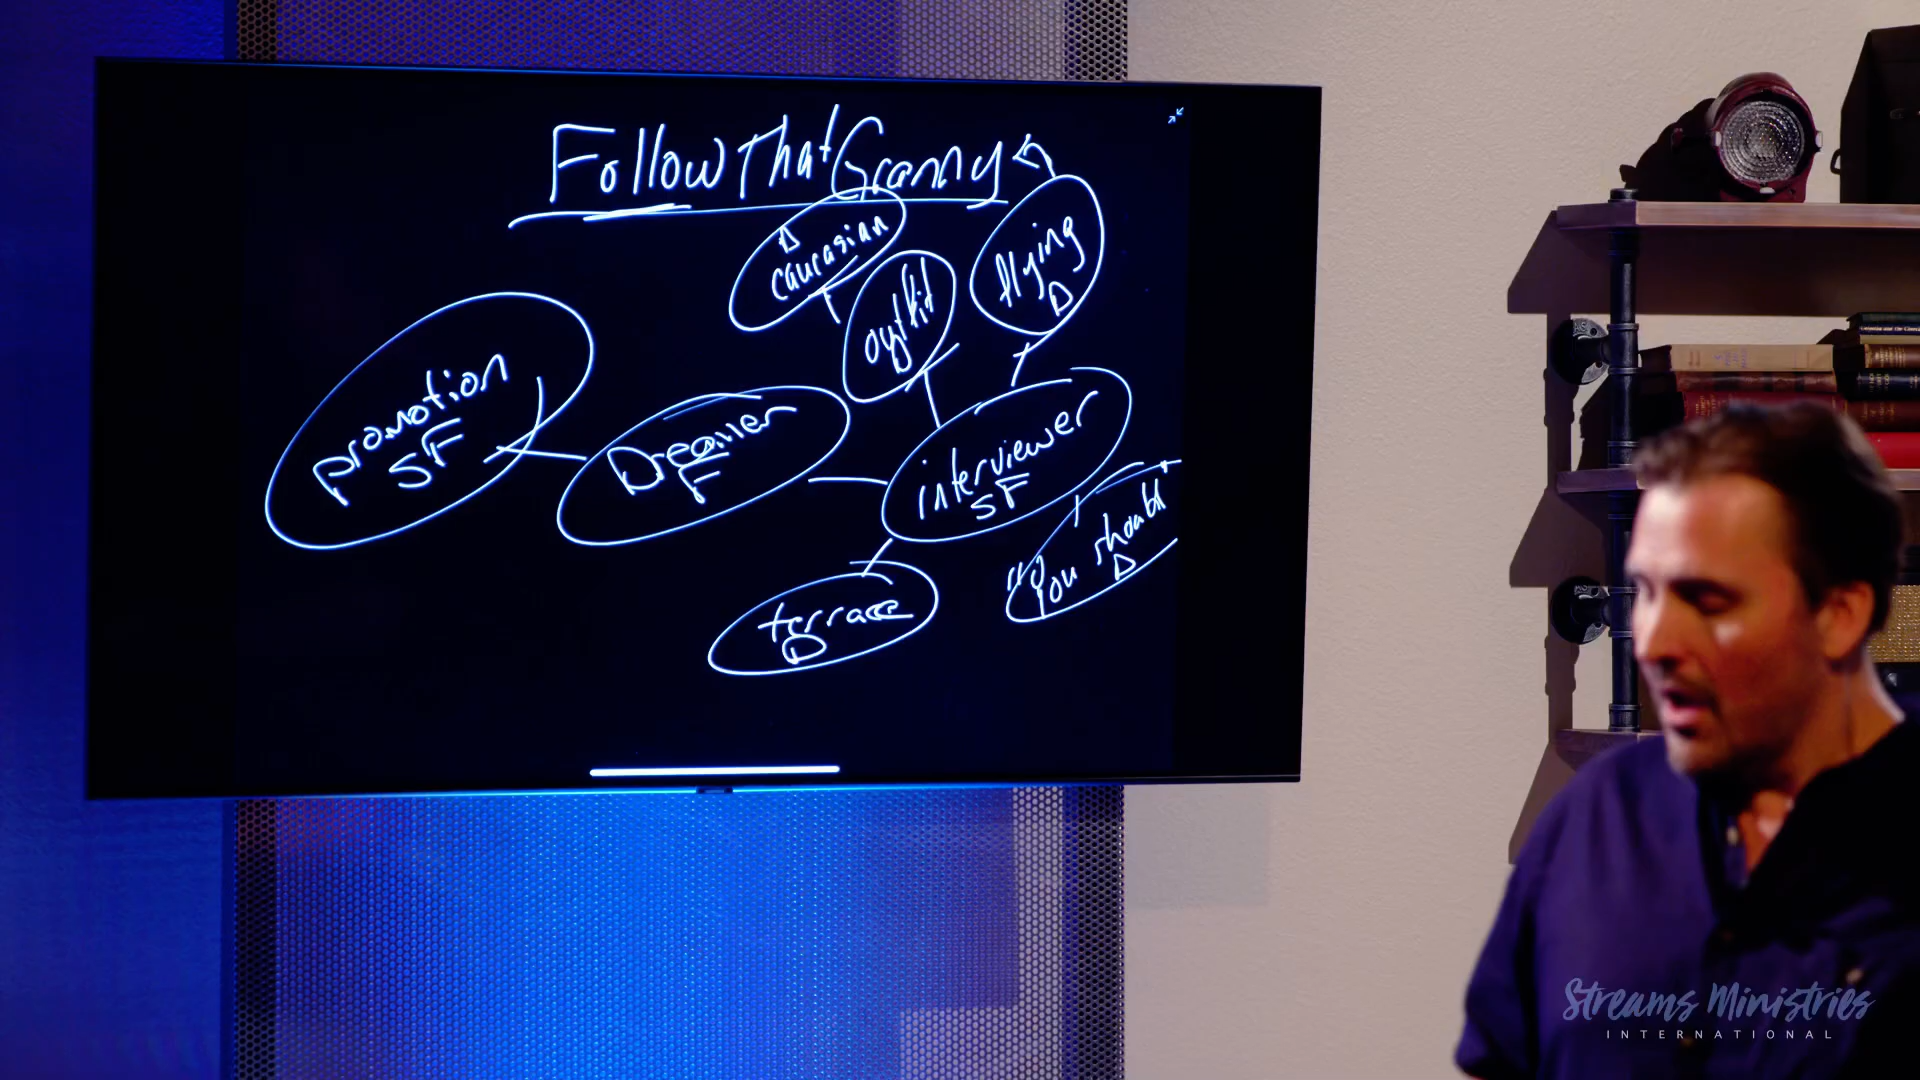 Follow That Granny
D
caucasian
outfit
flying
D
promotion
SF
Dreamer
F
interviewer
SF
"You should
D
terrace
D
Streams Ministries
INTERNATIONAL